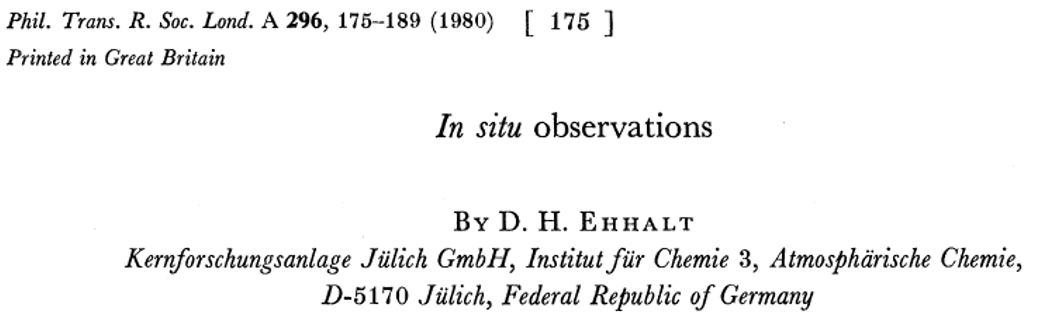 Phil. Trans. R. Soc. Lond. A 296, 175–189 (1980) [ 175 ]
Printed in Great Britain
In situ observations
By D. H. Ehhalt
Kernforschungsanlage Jülich GmbH, Institut für Chemie 3, Atmosphärische Chemie,
D-5170 Jülich, Federal Republic of Germany